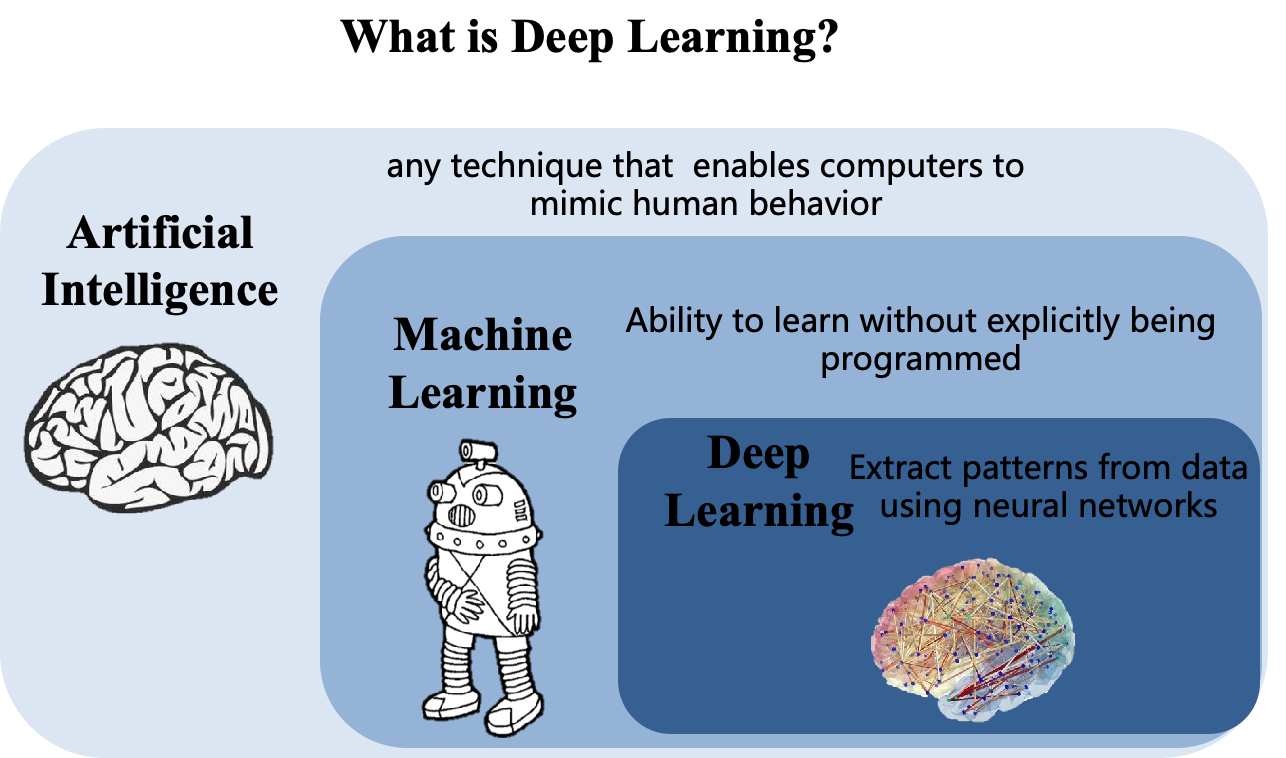 What is Deep Learning?
any technique that  enables computers to
mimic human behavior
Artificial
Intelligence
Ability to learn without explicitly being
programmed
Machine
Learning
Deep
Learning
Extract patterns from data
using neural networks